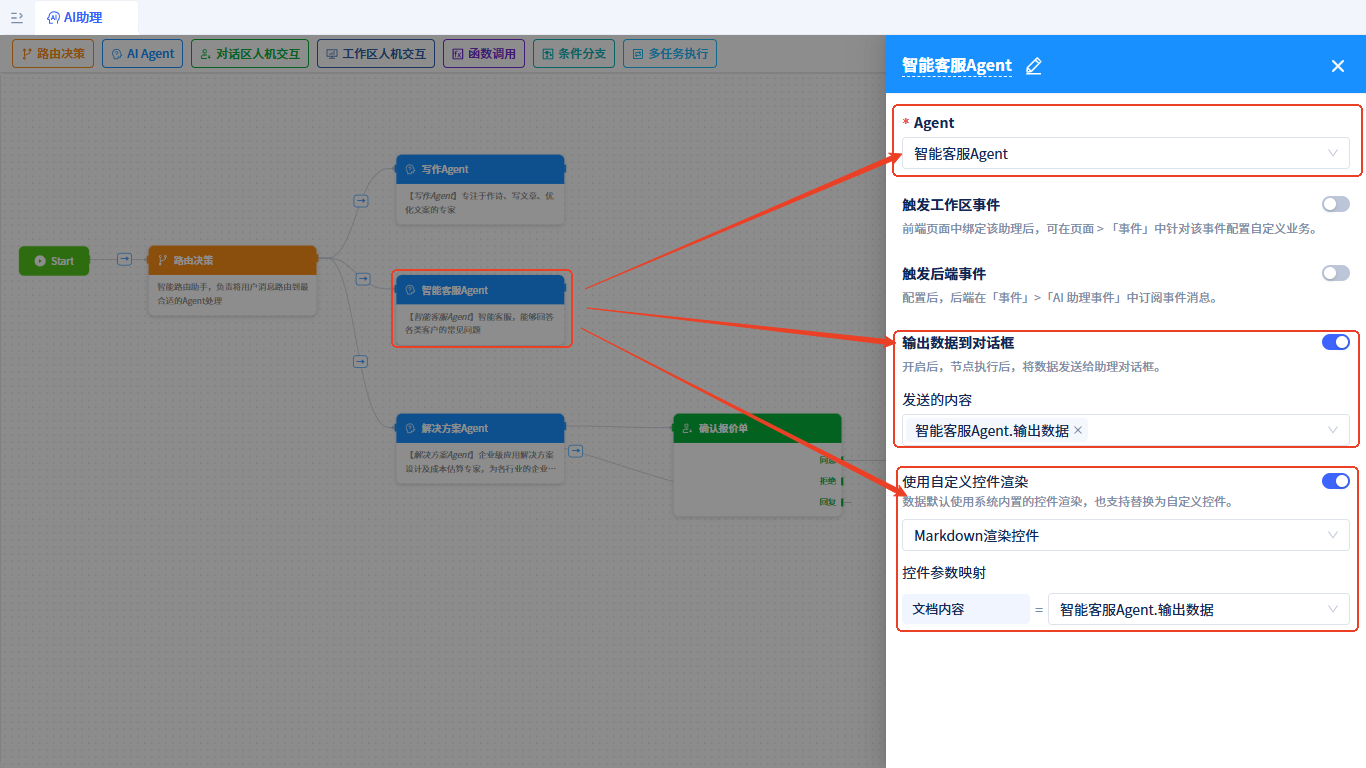 AI助理
路由决策
AI Agent
对话区人机交互
工作区人机交互
函数调用
条件分支
多任务执行
Start
路由决策
智能路由助手，负责将用户消息路由到最
合适的Agent处理
写作Agent
【写作Agent】专注于作诗、写文章、优
化文案的专家
智能客服Agent
【智能客服Agent】智能客服，能够回答
各类客户的常见问题
解决方案Agent
【解决方案Agent】企业级应用解决方案
设计及成本估算专家，为各行业的企业…
确认报价单
同意
拒绝
回复
智能客服Agent
* Agent
智能客服Agent
触发工作区事件
前端页面中绑定该助理后，可在页面 > 「事件」中针对该事件配置自定义业务。
触发后端事件
配置后，后端在「事件」>「AI 助理事件」中订阅事件消息。
输出数据到对话框
开启后，节点执行后，将数据发送给助理对话框。
发送的内容
智能客服Agent.输出数据 ×
使用自定义控件渲染
数据默认使用系统内置的控件渲染，也支持替换为自定义控件。
Markdown渲染控件
控件参数映射
文档内容 = 智能客服Agent.输出数据